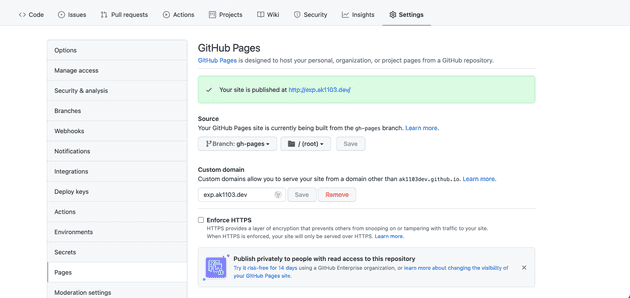 Code Issues Pull requests Actions Projects Wiki Security Insights Settings
Options
Manage access
Security & analysis
Branches
Webhooks
Notifications
Integrations
Deploy keys
Actions
Environments
Secrets
Pages
Moderation settings
GitHub Pages
GitHub Pages is designed to host your personal, organization, or project pages from a GitHub repository.
Your site is published at http://exp.ak1103.dev/
Source
Your GitHub Pages site is currently being built from the gh-pages branch. Learn more.
Branch: gh-pages / (root) Save
Custom domain
Custom domains allow you to serve your site from a domain other than ak1103dev.github.io. Learn more.
exp.ak1103.dev Save Remove
Enforce HTTPS
HTTPS provides a layer of encryption that prevents others from snooping on or tampering with traffic to your site.
When HTTPS is enforced, your site will only be served over HTTPS. Learn more.
Publish privately to people with read access to this repository
Try it risk-free for 14 days using a GitHub Enterprise organization, or learn more about changing the visibility of
your GitHub Pages site.